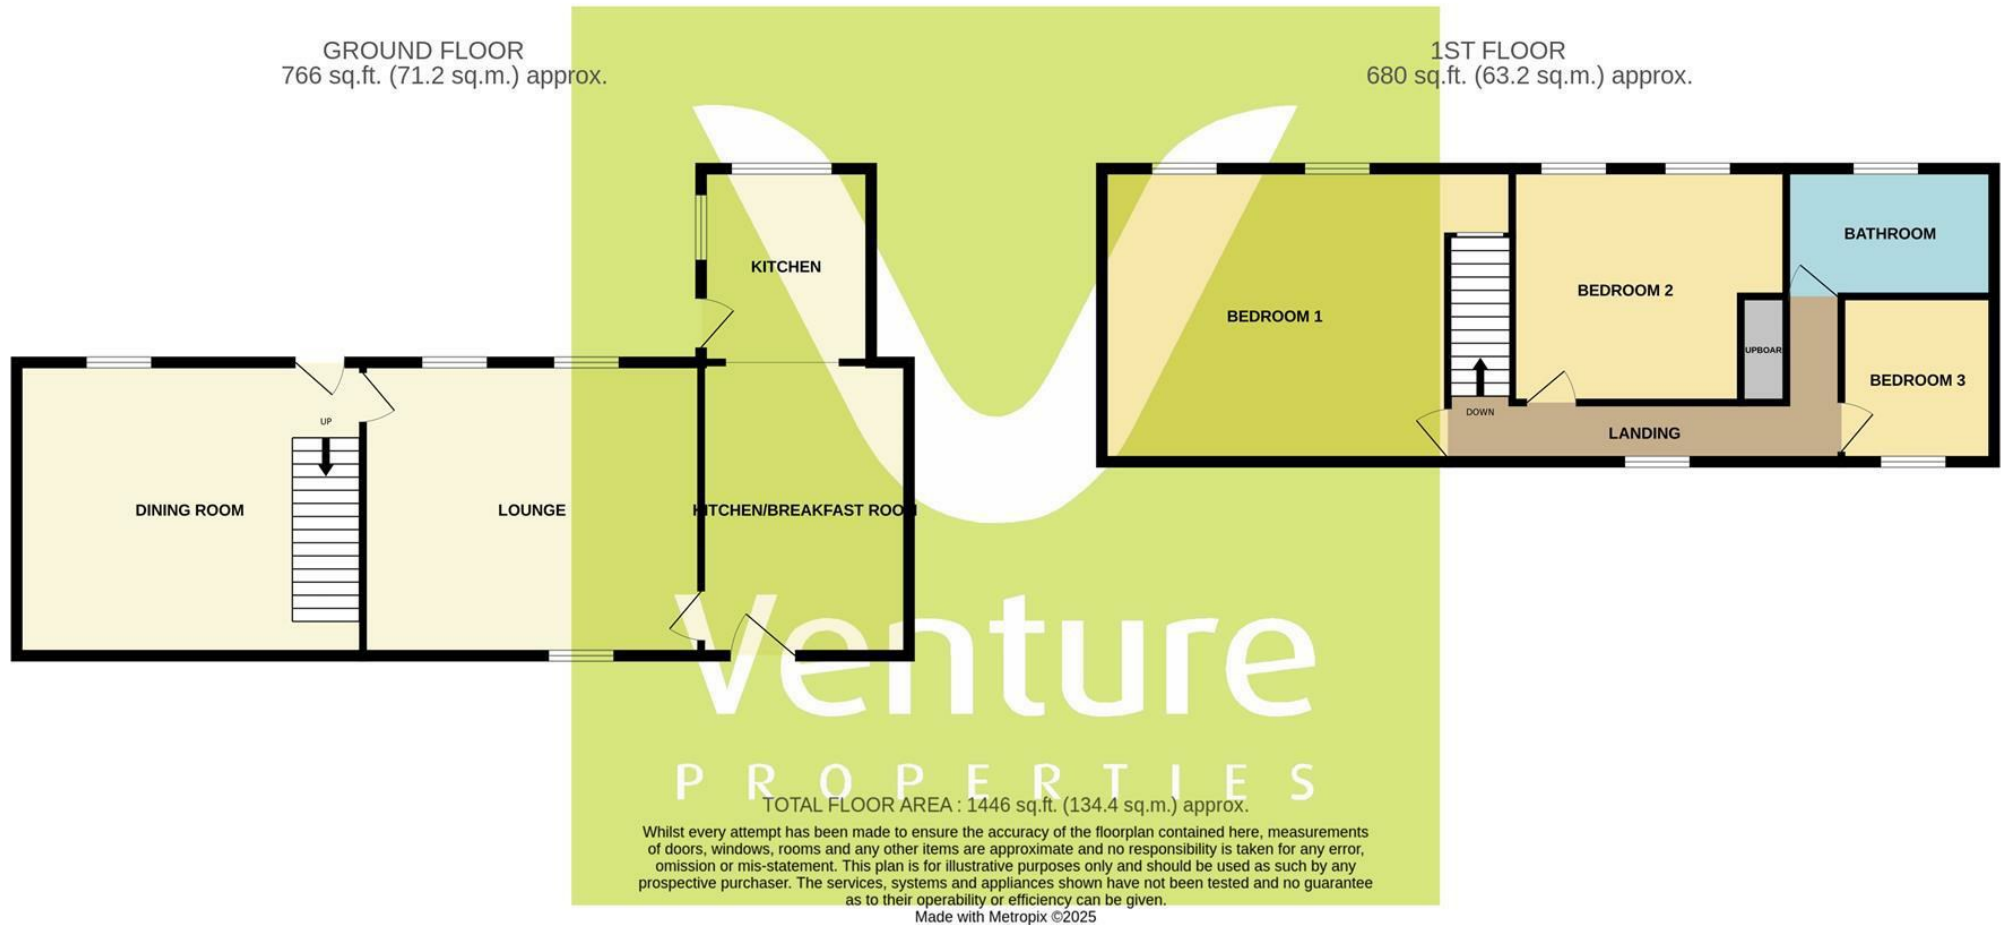 GROUND FLOOR
766 sq.ft. (71.2 sq.m.) approx.
1ST FLOOR
680 sq.ft. (63.2 sq.m.) approx.
KITCHEN
UP
DINING ROOM
LOUNGE
KITCHEN/BREAKFAST ROOM
BEDROOM 1
DOWN
BEDROOM 2
UPBOAR
BATHROOM
BEDROOM 3
LANDING
Venture
PROPERTIES
TOTAL FLOOR AREA : 1446 sq.ft. (134.4 sq.m.) approx.
Whilst every attempt has been made to ensure the accuracy of the floorplan contained here, measurements
of doors, windows, rooms and any other items are approximate and no responsibility is taken for any error,
omission or mis-statement. This plan is for illustrative purposes only and should be used as such by any
prospective purchaser. The services, systems and appliances shown have not been tested and no guarantee
as to their operability or efficiency can be given.
Made with Metropix ©2025